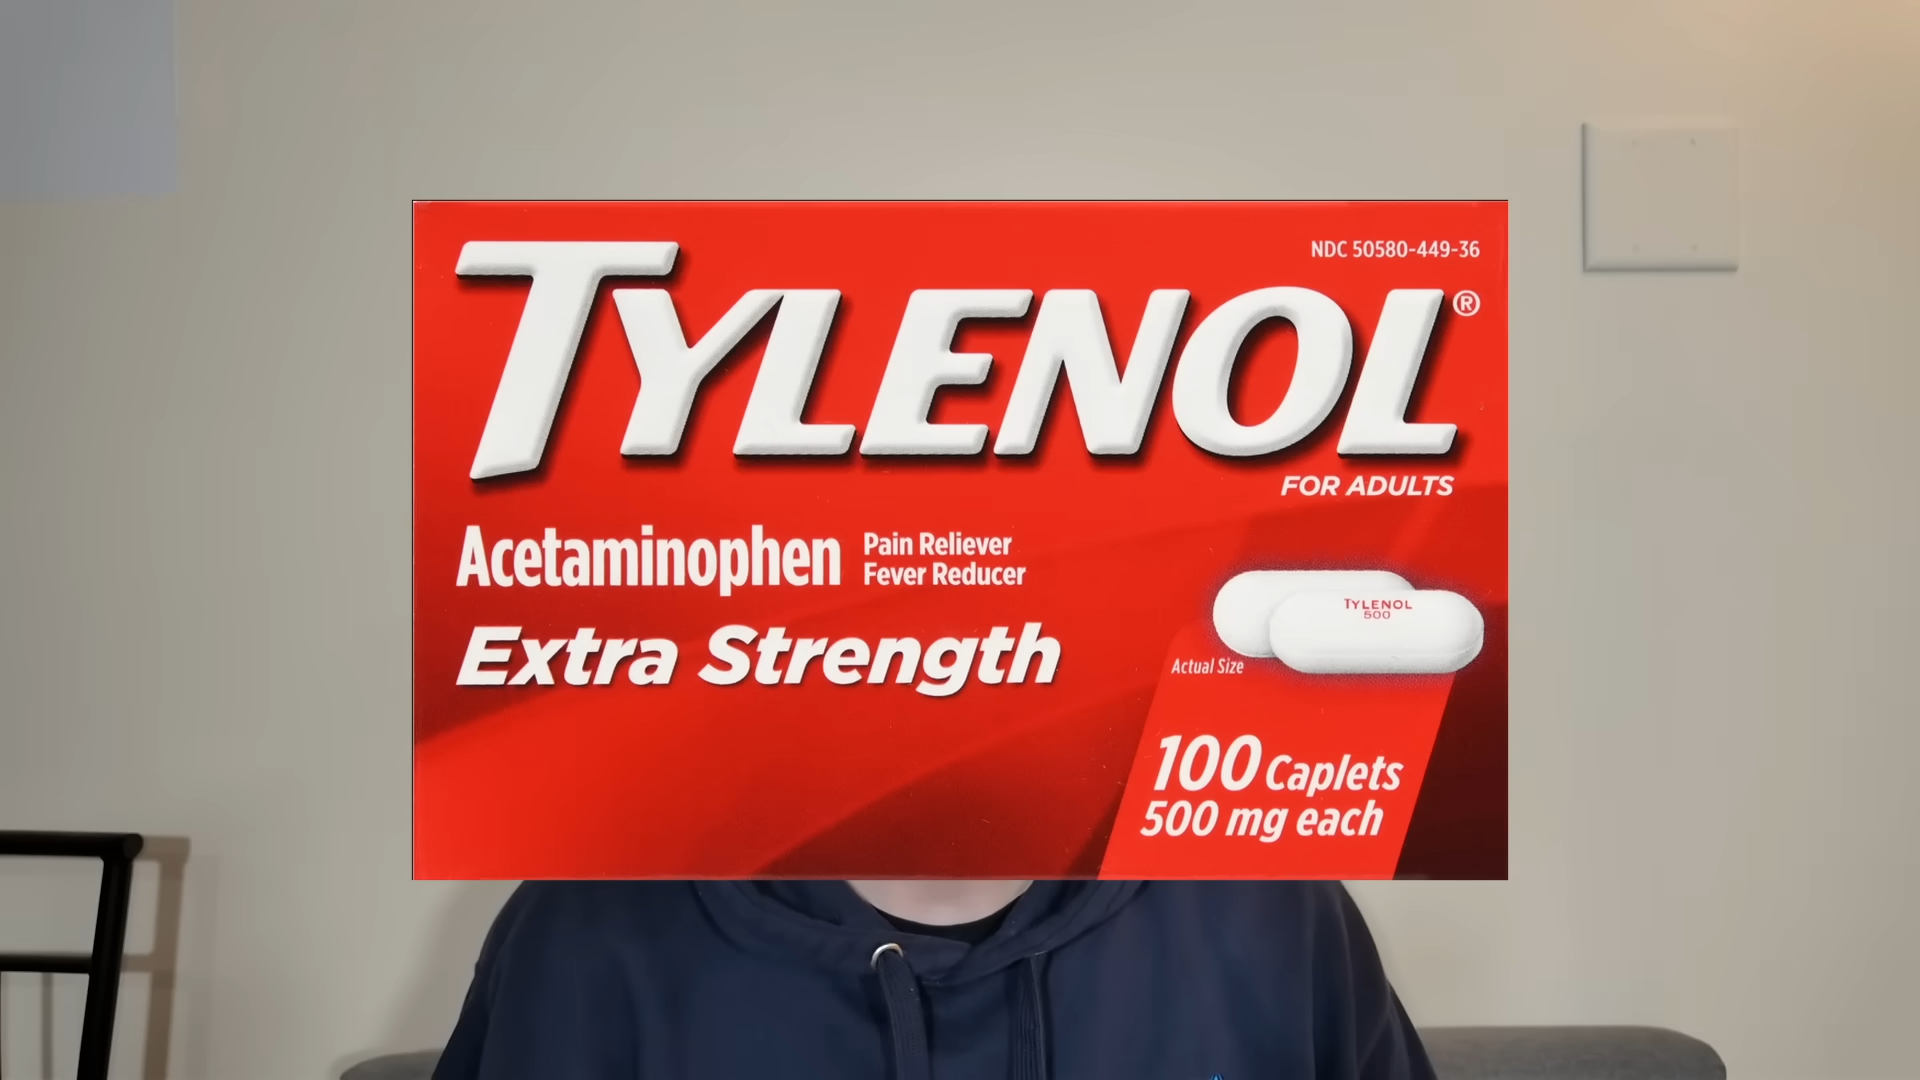 NDC 50580-449-36
TYLENOL®
FOR ADULTS
Acetaminophen Pain Reliever
Fever Reducer
Extra Strength
TYLENOL
500
Actual Size
100 Caplets
500 mg each